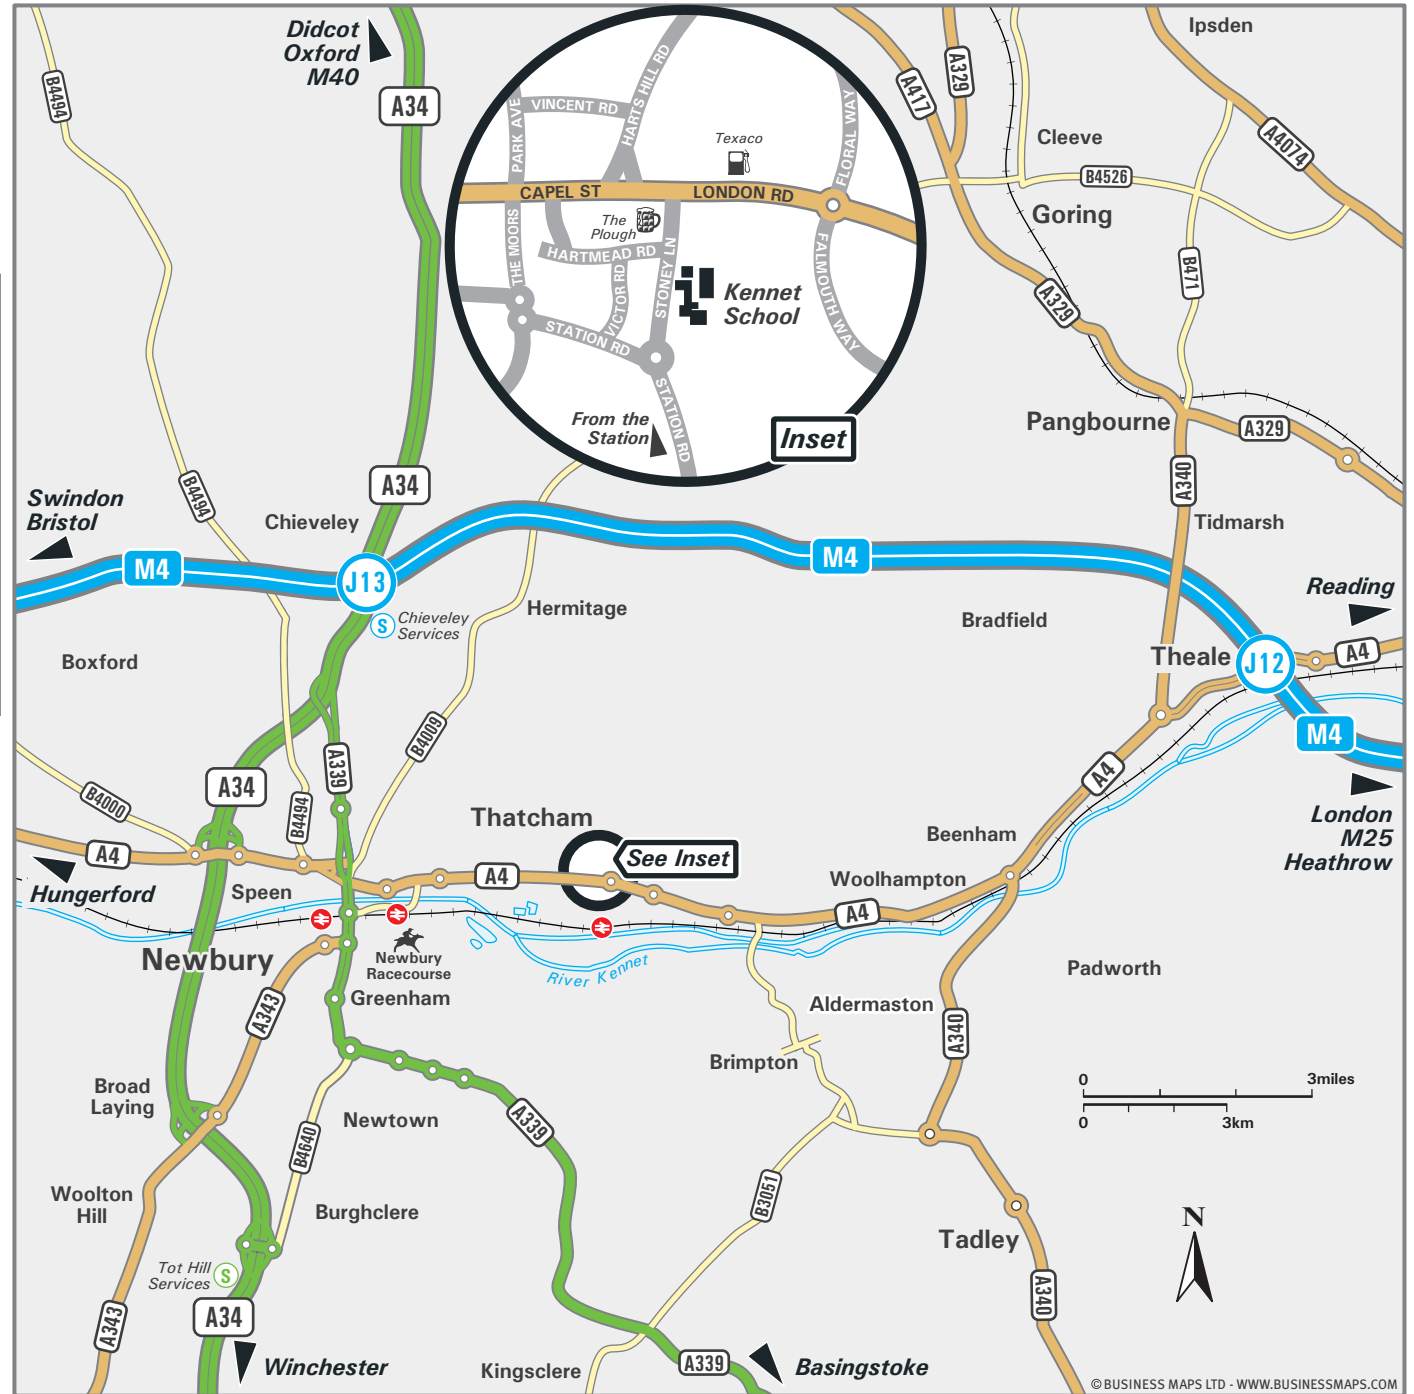 Didcot
Oxford
M40
A34
B4494
A417
A329
Ipsden
A4074
Cleeve
B4526
Goring
B471
A329
Pangbourne
A329
A340
Tidmarsh
PARK AVE
VINCENT RD
HARTS HILL RD
FLORAL WAY
Texaco
CAPEL ST
LONDON RD
The
Plough
THE MOORS
HARTMEAD RD
VICTOR RD
STONEY LN
FALMOUTH WAY
Kennet
School
STATION RD
STATION RD
From the
Station
Inset
Swindon
Bristol
B4494
A34
Chieveley
M4
J13
M4
Chieveley
Services
S
Hermitage
Bradfield
Reading
Theale
J12
A4
M4
Boxford
B4009
A339
A34
B4000
B4494
A4
London
M25
Heathrow
Thatcham
See Inset
Beenham
A4
A4
Woolhampton
A4
Hungerford
Speen
Newbury
Newbury
Racecourse
River Kennet
Padworth
Greenham
A343
Aldermaston
A340
Brimpton
Broad
Laying
Newtown
A339
B4640
0
3miles
0
3km
Woolton
Hill
Burghclere
B3051
Tadley
N
Tot Hill
Services
S
A34
A343
A340
Winchester
Kingsclere
A339
Basingstoke
© BUSINESS MAPS LTD - WWW.BUSINESSMAPS.COM